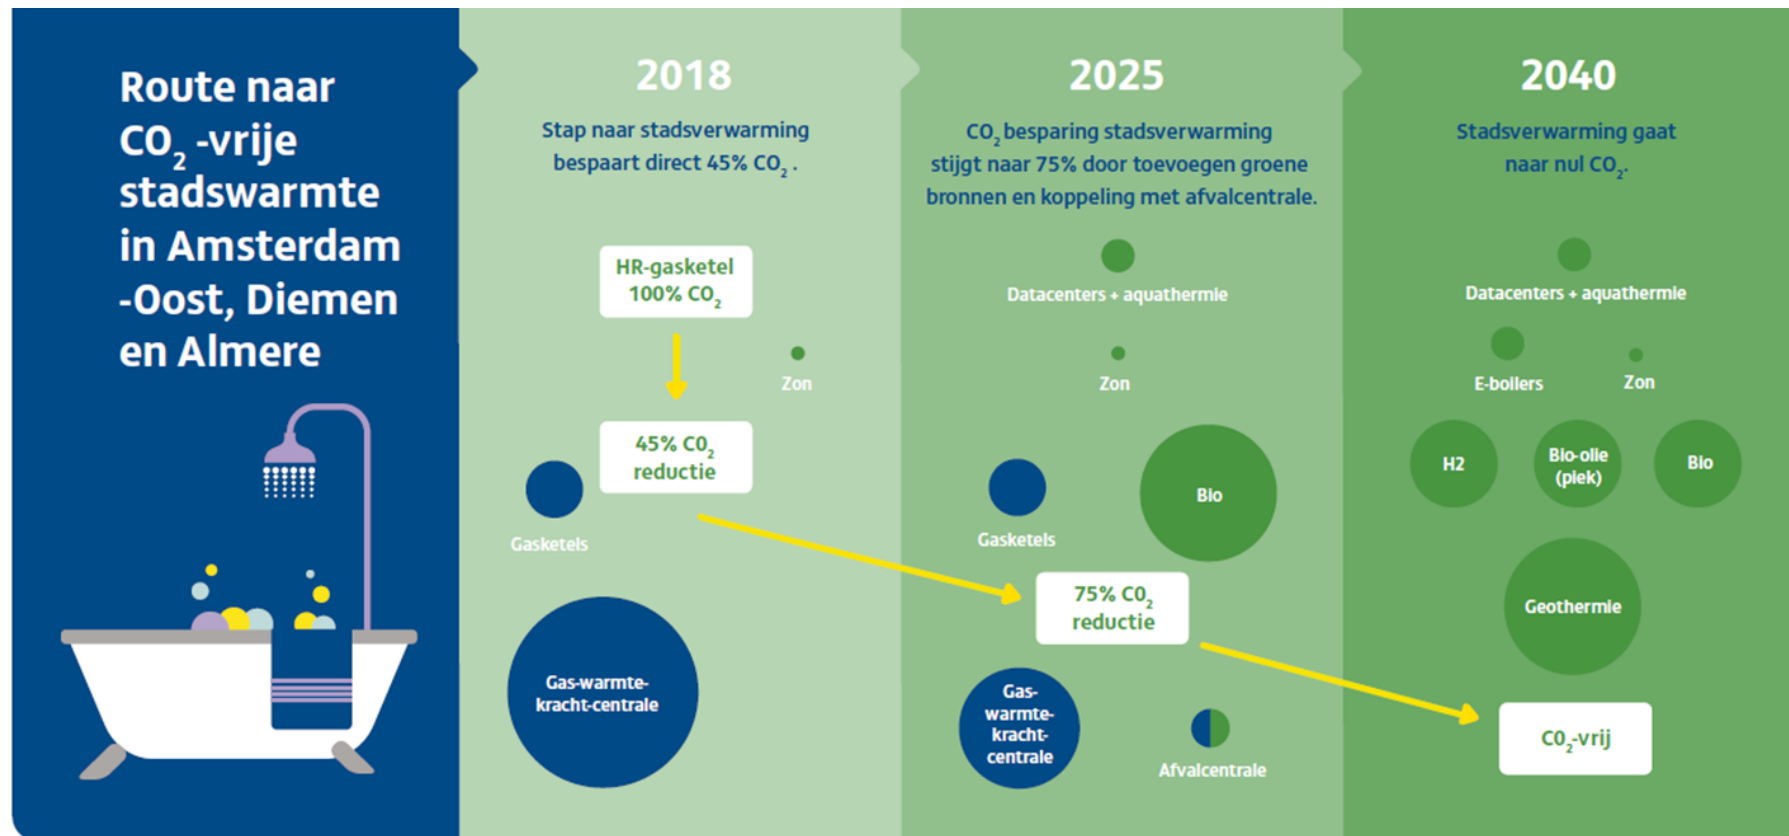 Route naar
CO₂ -vrije
stadswarmte
in Amsterdam
-Oost, Diemen
en Almere
2018
Stap naar stadsverwarming
bespaart direct 45% CO₂ .
HR-gasketel
100% CO₂
Zon
45% C0₂
reductie
Gasketels
Gas-warmte-
kracht-centrale
2025
CO₂ besparing stadsverwarming
stijgt naar 75% door toevoegen groene
bronnen en koppeling met afvalcentrale.
Datacenters + aquathermie
Zon
Bio
Gasketels
75% C0₂
reductie
Gas-
warmte-
kracht-
centrale
Afvalcentrale
2040
Stadsverwarming gaat
naar nul CO₂.
Datacenters + aquathermie
E-boilers
Zon
H2
Bio-olie
(piek)
Bio
Geothermie
C0₂-vrij